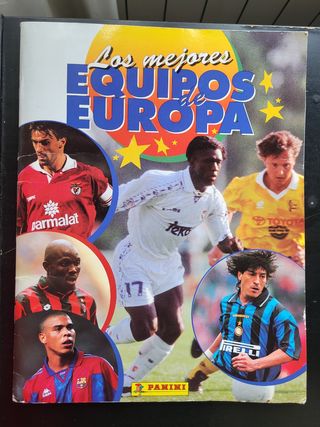 Los mejores
EQUIPOS
de
EUROPA
parmalat
Teka
TOYOTA
17
PIRELLI
PANINI